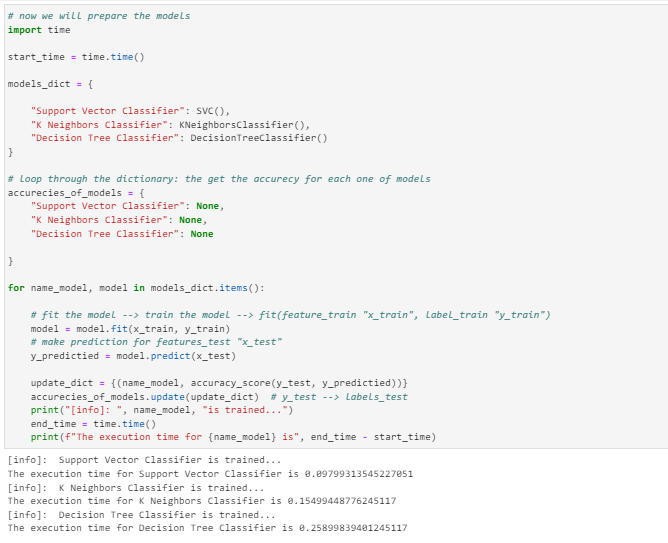 # now we will prepare the models
import time
start_time = time.time()
models_dict = {
"Support Vector Classifier": SVC(),
"K Neighbors Classifier": KNeighborsClassifier(),
"Decision Tree Classifier": DecisionTreeClassifier()
}
# Loop through the dictionary: the get the accurecy for each one of models
accurecies_of_models = {
"Support Vector Classifier": None,
"K Neighbors Classifier": None,
"Decision Tree Classifier": None
}
for name_model, model in models_dict.items():
# fit the model --> train the model --> fit(feature_train "x_train", label_train "y_train")
model = model.fit(x_train, y_train)
# make prediction for features_test "x_test"
y_predictied = model.predict(x_test)
update_dict = {(name_model, accuracy_score(y_test, y_predictied))}
accurecies_of_models.update(update_dict)  # y_test --> labels_test
print("[info]: ", name_model, "is trained...")
end_time = time.time()
print(f"The execution time for {name_model} is", end_time - start_time)
[info]:  Support Vector Classifier is trained...
The execution time for Support Vector Classifier is 0.09799313545227051
[info]:  K Neighbors Classifier is trained...
The execution time for K Neighbors Classifier is 0.15499448776245117
[info]:  Decision Tree Classifier is trained...
The execution time for Decision Tree Classifier is 0.25899839401245117